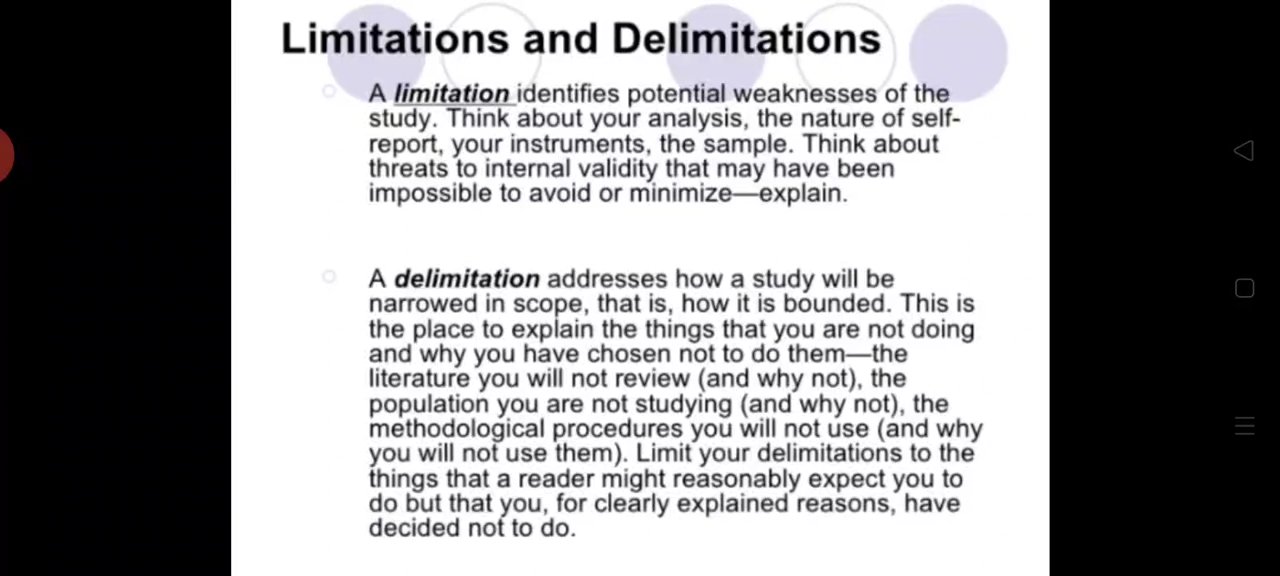 Limitations and Delimitations
A limitation identifies potential weaknesses of the
study. Think about your analysis, the nature of self-
report, your instruments, the sample. Think about
threats to internal validity that may have been
impossible to avoid or minimize—explain.
A delimitation addresses how a study will be
narrowed in scope, that is, how it is bounded. This is
the place to explain the things that you are not doing
and why you have chosen not to do them—the
literature you will not review (and why not), the
population you are not studying (and why not), the
methodological procedures you will not use (and why
you will not use them). Limit your delimitations to the
things that a reader might reasonably expect you to
do but that you, for clearly explained reasons, have
decided not to do.